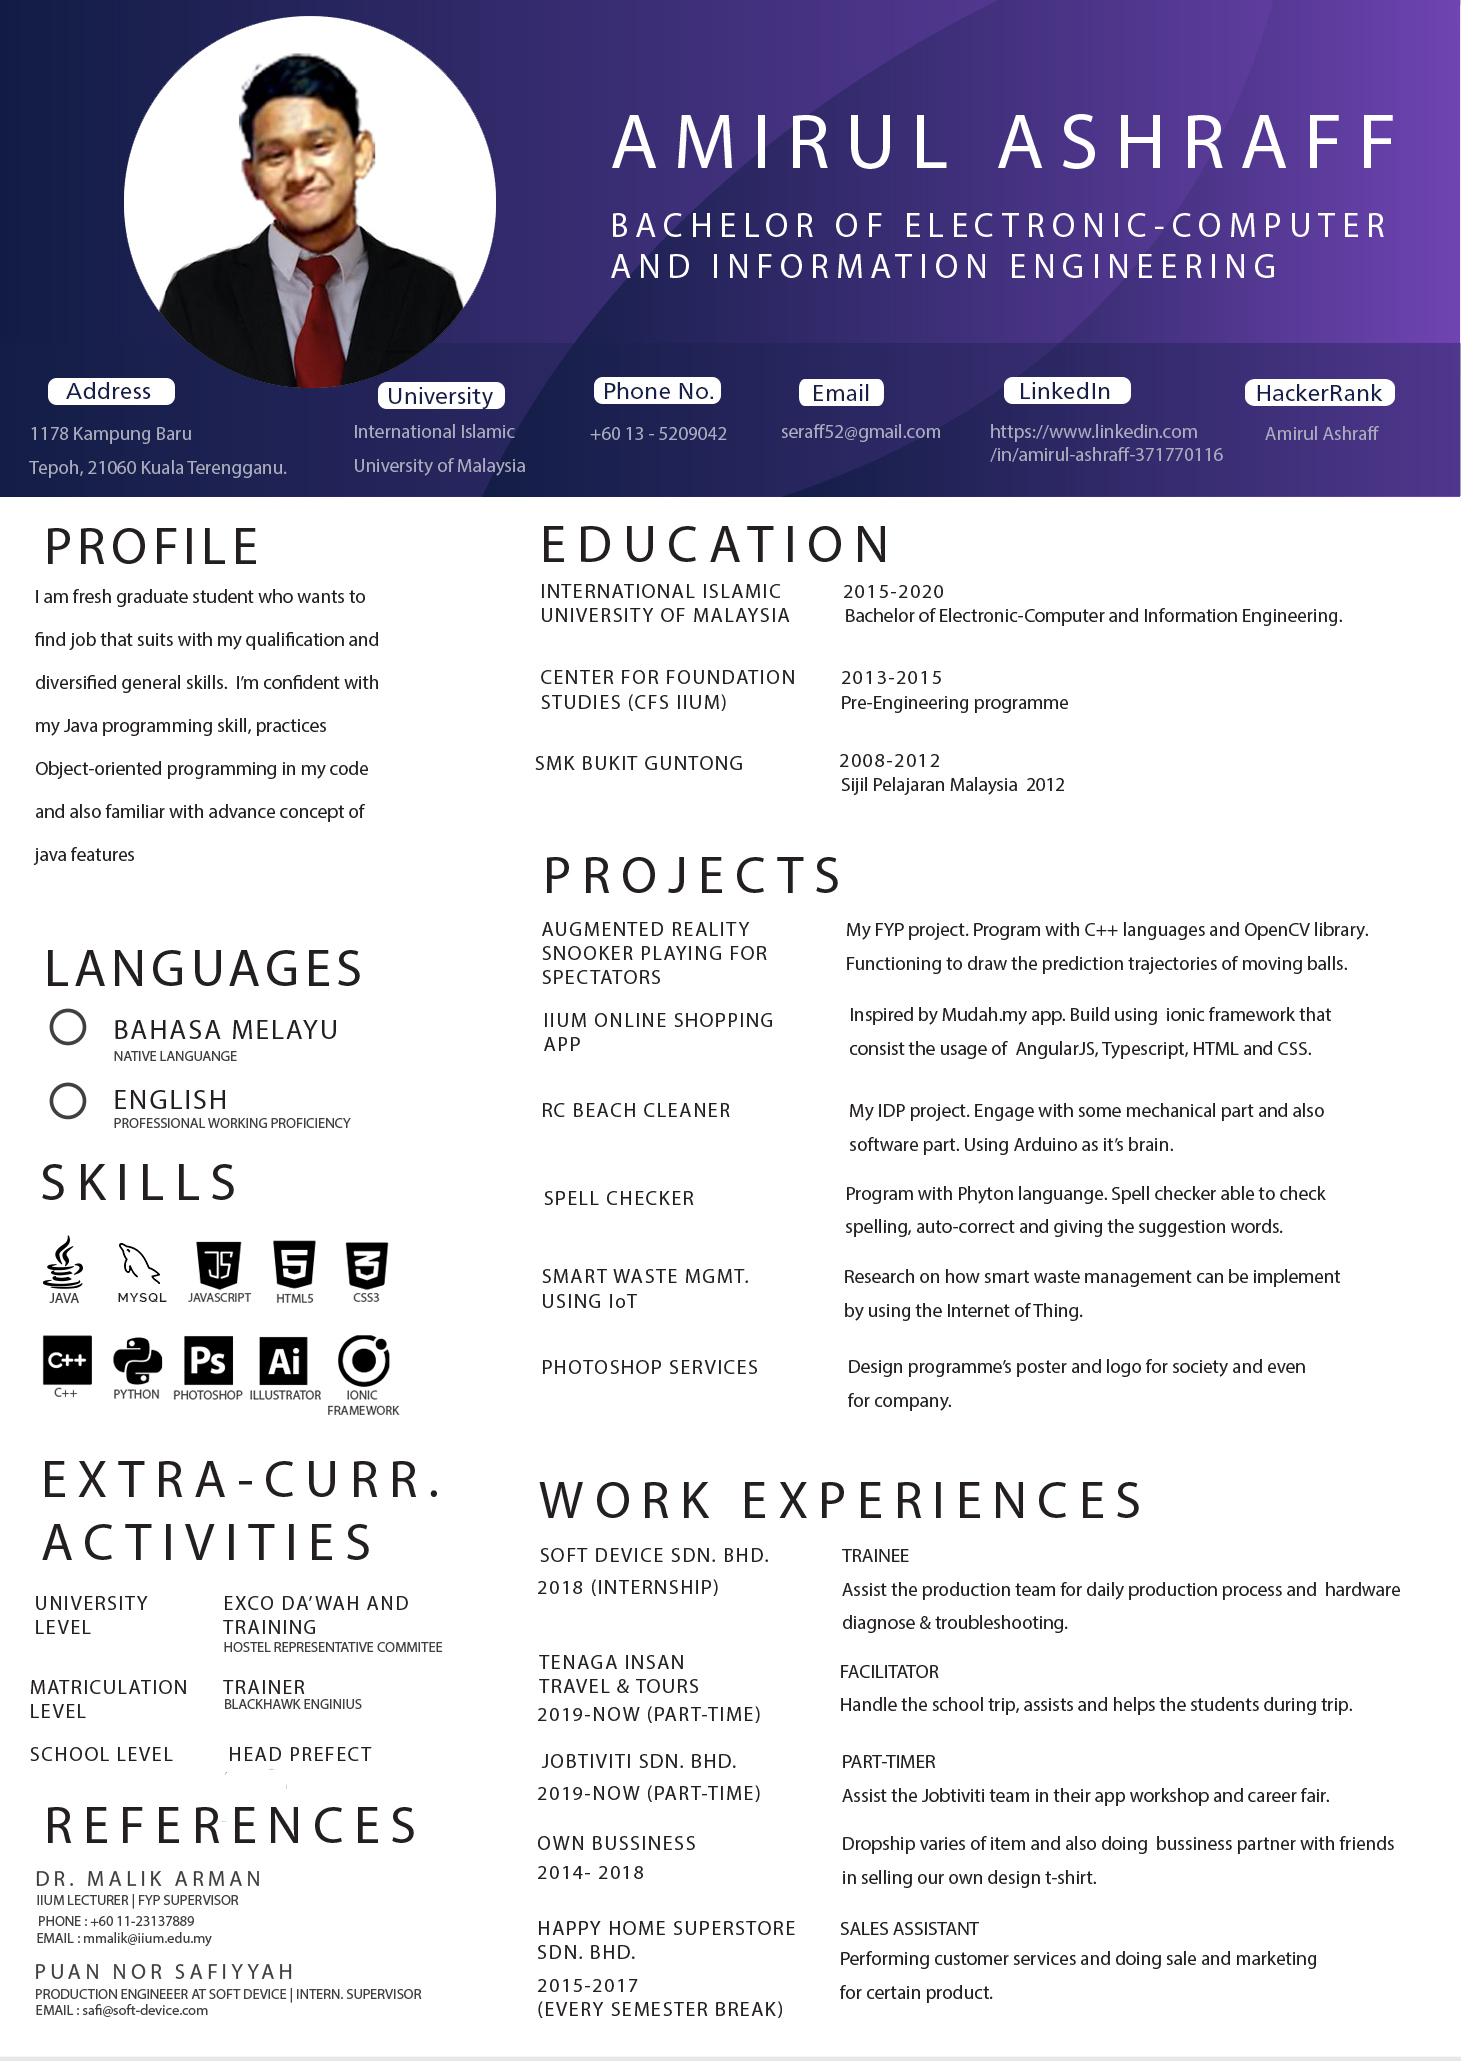 AMIRUL ASHRAFF
BACHELOR OF ELECTRONIC-COMPUTER
AND INFORMATION ENGINEERING
Address
1178 Kampung Baru
Tepoh, 21060 Kuala Terengganu.
University
International Islamic
University of Malaysia
Phone No.
+60 13 - 5209042
Email
seraff52@gmail.com
LinkedIn
https://www.linkedin.com
/in/amirul-ashraff-371770116
HackerRank
Amirul Ashraff
PROFILE
I am fresh graduate student who wants to
find job that suits with my qualification and
diversified general skills.  I'm confident with
my Java programming skill, practices
Object-oriented programming in my code
and also familiar with advance concept of
java features
LANGUAGES
BAHASA MELAYU
NATIVE LANGUANGE
ENGLISH
PROFESSIONAL WORKING PROFICIENCY
SKILLS
JAVA
MYSQL
JS
JAVASCRIPT
5
HTML5
3
CSS3
C++
C++
PYTHON
Ps
PHOTOSHOP
Ai
ILLUSTRATOR
IONIC
FRAMEWORK
EXTRA-CURR.
ACTIVITIES
UNIVERSITY
LEVEL
EXCO DA'WAH AND
TRAINING
HOSTEL REPRESENTATIVE COMMITEE
MATRICULATION
LEVEL
TRAINER
BLACKHAWK ENGINIUS
SCHOOL LEVEL
HEAD PREFECT
REFERENCES
DR. MALIK ARMAN
IIUM LECTURER | FYP SUPERVISOR
PHONE : +60 11-23137889
EMAIL : mmalik@iium.edu.my
PUAN NOR SAFIYYAH
PRODUCTION ENGINEEER AT SOFT DEVICE | INTERN. SUPERVISOR
EMAIL : safi@soft-device.com
EDUCATION
INTERNATIONAL ISLAMIC
UNIVERSITY OF MALAYSIA
2015-2020
Bachelor of Electronic-Computer and Information Engineering.
CENTER FOR FOUNDATION
STUDIES (CFS IIUM)
2013-2015
Pre-Engineering programme
SMK BUKIT GUNTONG
2008-2012
Sijil Pelajaran Malaysia  2012
PROJECTS
AUGMENTED REALITY
SNOOKER PLAYING FOR
SPECTATORS
My FYP project. Program with C++ languages and OpenCV library.
Functioning to draw the prediction trajectories of moving balls.
IIUM ONLINE SHOPPING
APP
Inspired by Mudah.my app. Build using  ionic framework that
consist the usage of  AngularJS, Typescript, HTML and CSS.
RC BEACH CLEANER
My IDP project. Engage with some mechanical part and also
software part. Using Arduino as it's brain.
SPELL CHECKER
Program with Phyton languange. Spell checker able to check
spelling, auto-correct and giving the suggestion words.
SMART WASTE MGMT.
USING IoT
Research on how smart waste management can be implement
by using the Internet of Thing.
PHOTOSHOP SERVICES
Design programme's poster and logo for society and even
for company.
WORK EXPERIENCES
SOFT DEVICE SDN. BHD.
2018 (INTERNSHIP)
TRAINEE
Assist the production team for daily production process and  hardware
diagnose & troubleshooting.
TENAGA INSAN
TRAVEL & TOURS
2019-NOW (PART-TIME)
FACILITATOR
Handle the school trip, assists and helps the students during trip.
JOBTIVITI SDN. BHD.
2019-NOW (PART-TIME)
PART-TIMER
Assist the Jobtiviti team in their app workshop and career fair.
OWN BUSSINESS
2014- 2018
Dropship varies of item and also doing  bussiness partner with friends
in selling our own design t-shirt.
HAPPY HOME SUPERSTORE
SDN. BHD.
2015-2017
(EVERY SEMESTER BREAK)
SALES ASSISTANT
Performing customer services and doing sale and marketing
for certain product.